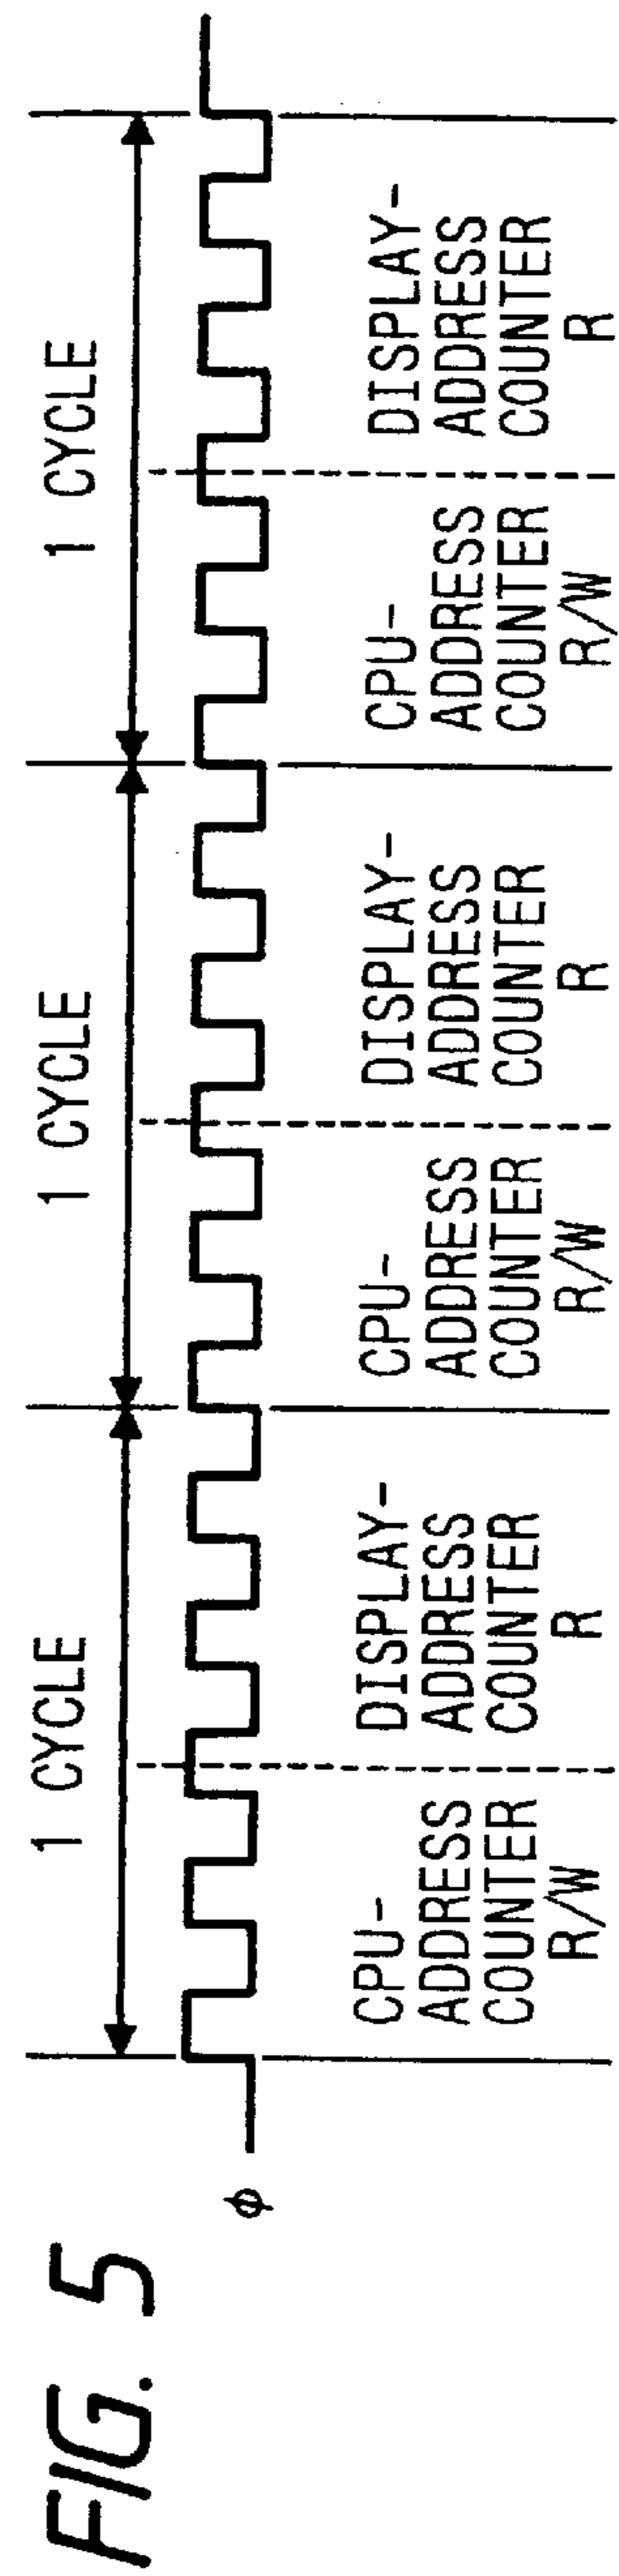 FIG. 5
1 CYCLE
1 CYCLE
1 CYCLE
φ
CPU-
ADDRESS
COUNTER
R/W
DISPLAY-
ADDRESS
COUNTER
R
CPU-
ADDRESS
COUNTER
R/W
DISPLAY-
ADDRESS
COUNTER
R
CPU-
ADDRESS
COUNTER
R/W
DISPLAY-
ADDRESS
COUNTER
R